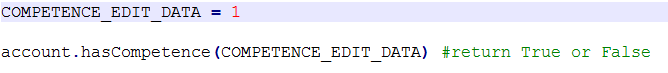 COMPETENCE_EDIT_DATA = 1
account.hasCompetence(COMPETENCE_EDIT_DATA) #return True or False